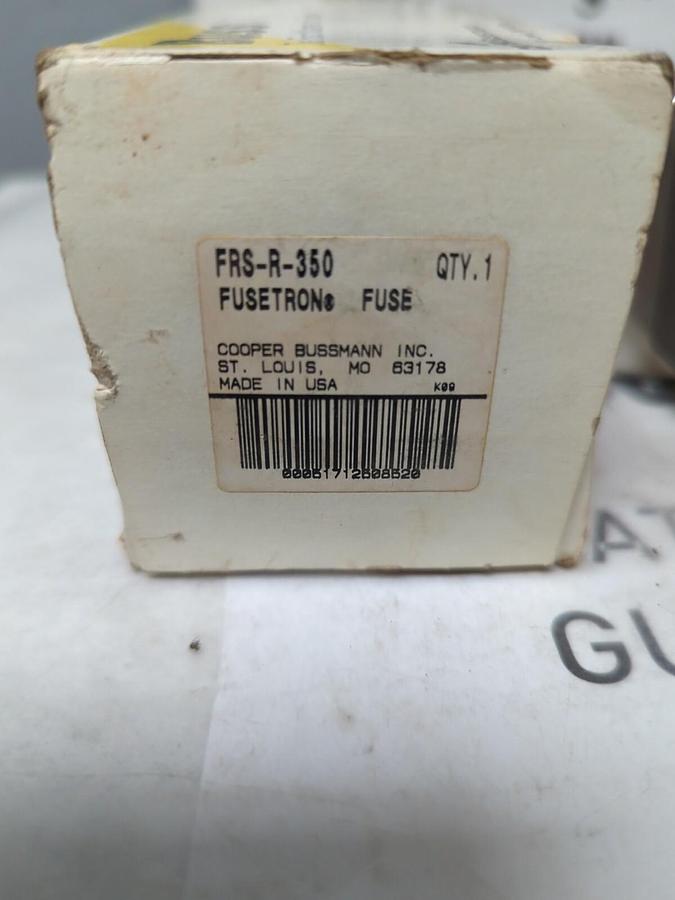 FRS-R-350 QTY.1
FUSETRON® FUSE
COOPER BUSSMANN INC.
ST. LOUIS, MO 63178
MADE IN USA K09
00051712508520
AT
GU